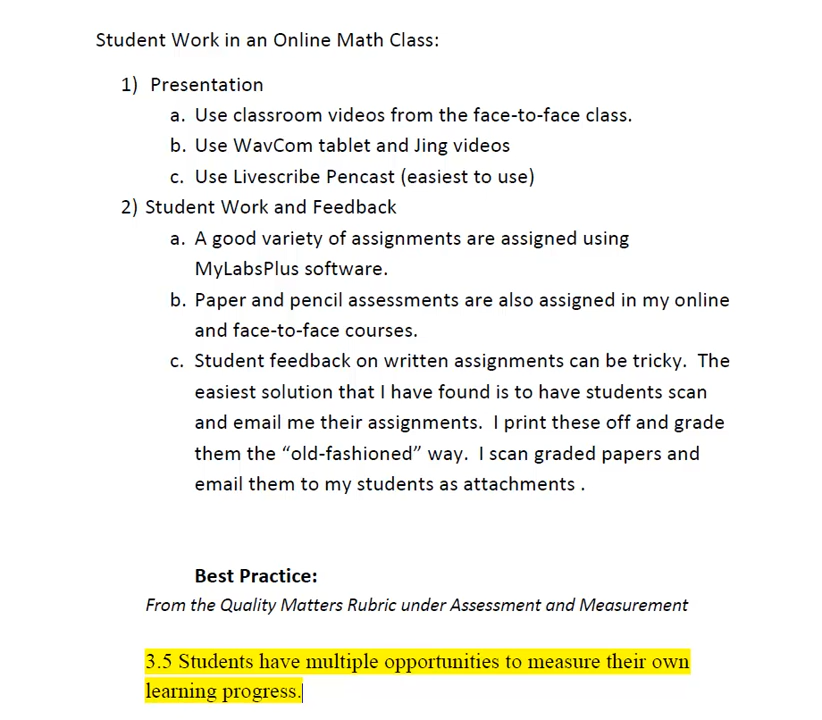 Student Work in an Online Math Class:
1) Presentation
a. Use classroom videos from the face-to-face class.
b. Use WavCom tablet and Jing videos
c. Use Livescribe Pencast (easiest to use)
2) Student Work and Feedback
a. A good variety of assignments are assigned using
MyLabsPlus software.
b. Paper and pencil assessments are also assigned in my online
and face-to-face courses.
c. Student feedback on written assignments can be tricky.  The
easiest solution that I have found is to have students scan
and email me their assignments.  I print these off and grade
them the “old-fashioned” way.  I scan graded papers and
email them to my students as attachments .
Best Practice:
From the Quality Matters Rubric under Assessment and Measurement
3.5 Students have multiple opportunities to measure their own
learning progress.